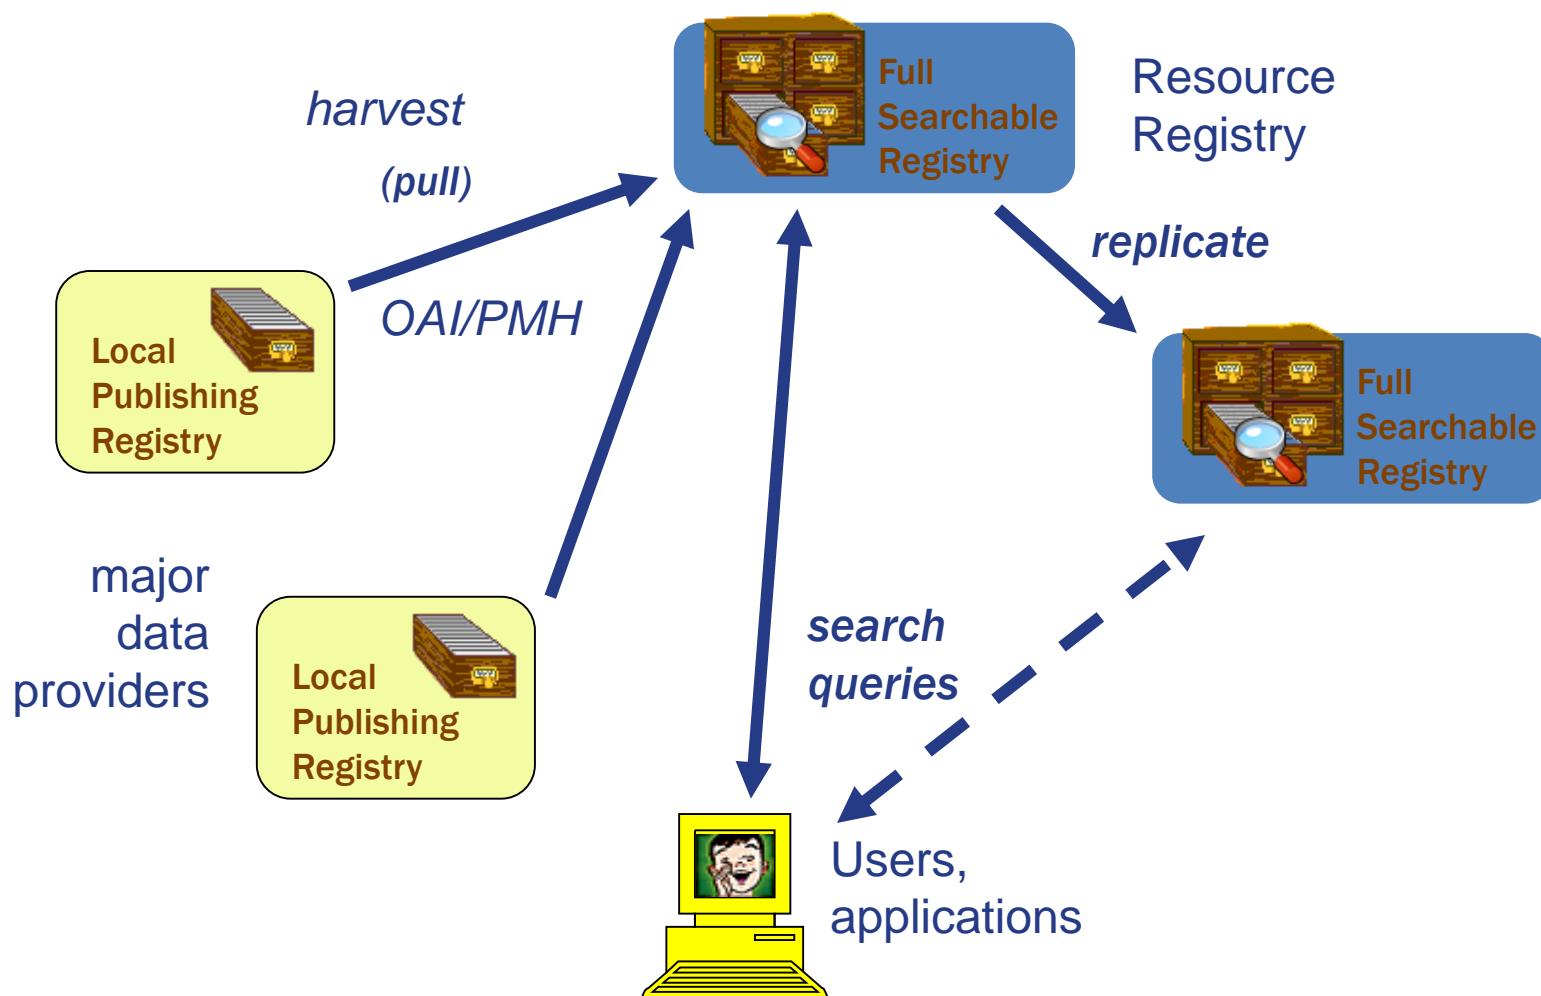 harvest
(pull)
Full
Searchable
Registry
Resource
Registry
replicate
OAI/PMH
Local
Publishing
Registry
Full
Searchable
Registry
major
data
providers
Local
Publishing
Registry
search
queries
Users,
applications